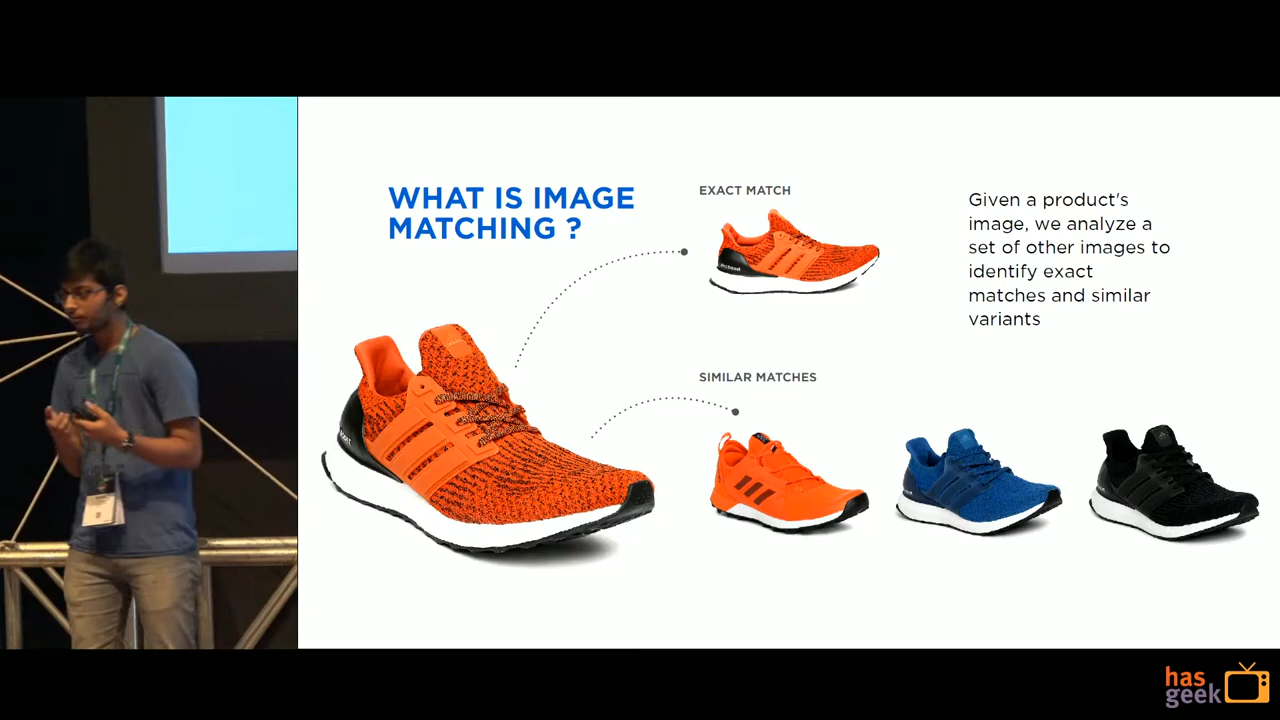 WHAT IS IMAGE
MATCHING ?
EXACT MATCH
Given a product's
image, we analyze a
set of other images to
identify exact
matches and similar
variants
SIMILAR MATCHES
has
geek